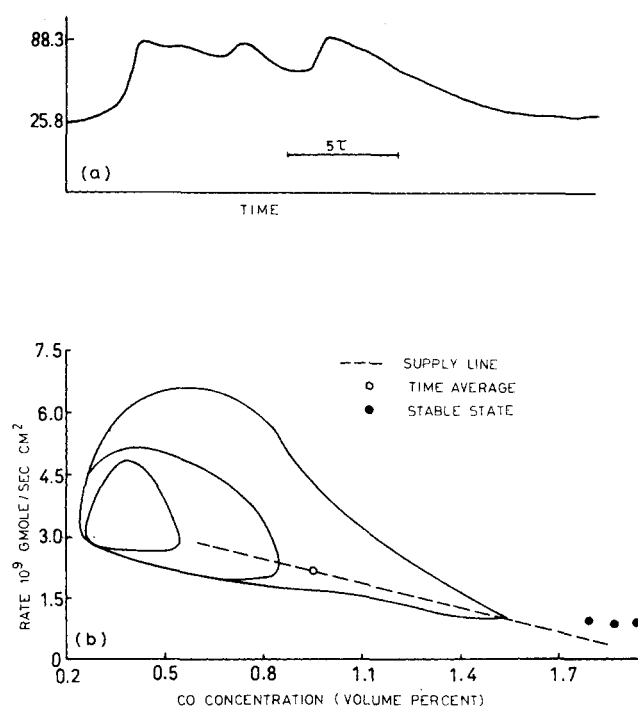 88.3
25.8
5τ
(a)
TIME
7.5
6.0
4.5
3.0
1.5
0
RATE 10⁹ GMOLE/SEC CM²
--- SUPPLY LINE
○ TIME AVERAGE
● STABLE STATE
(b)
0.2 0.5 0.8 1.1 1.4 1.7
CO CONCENTRATION (VOLUME PERCENT)